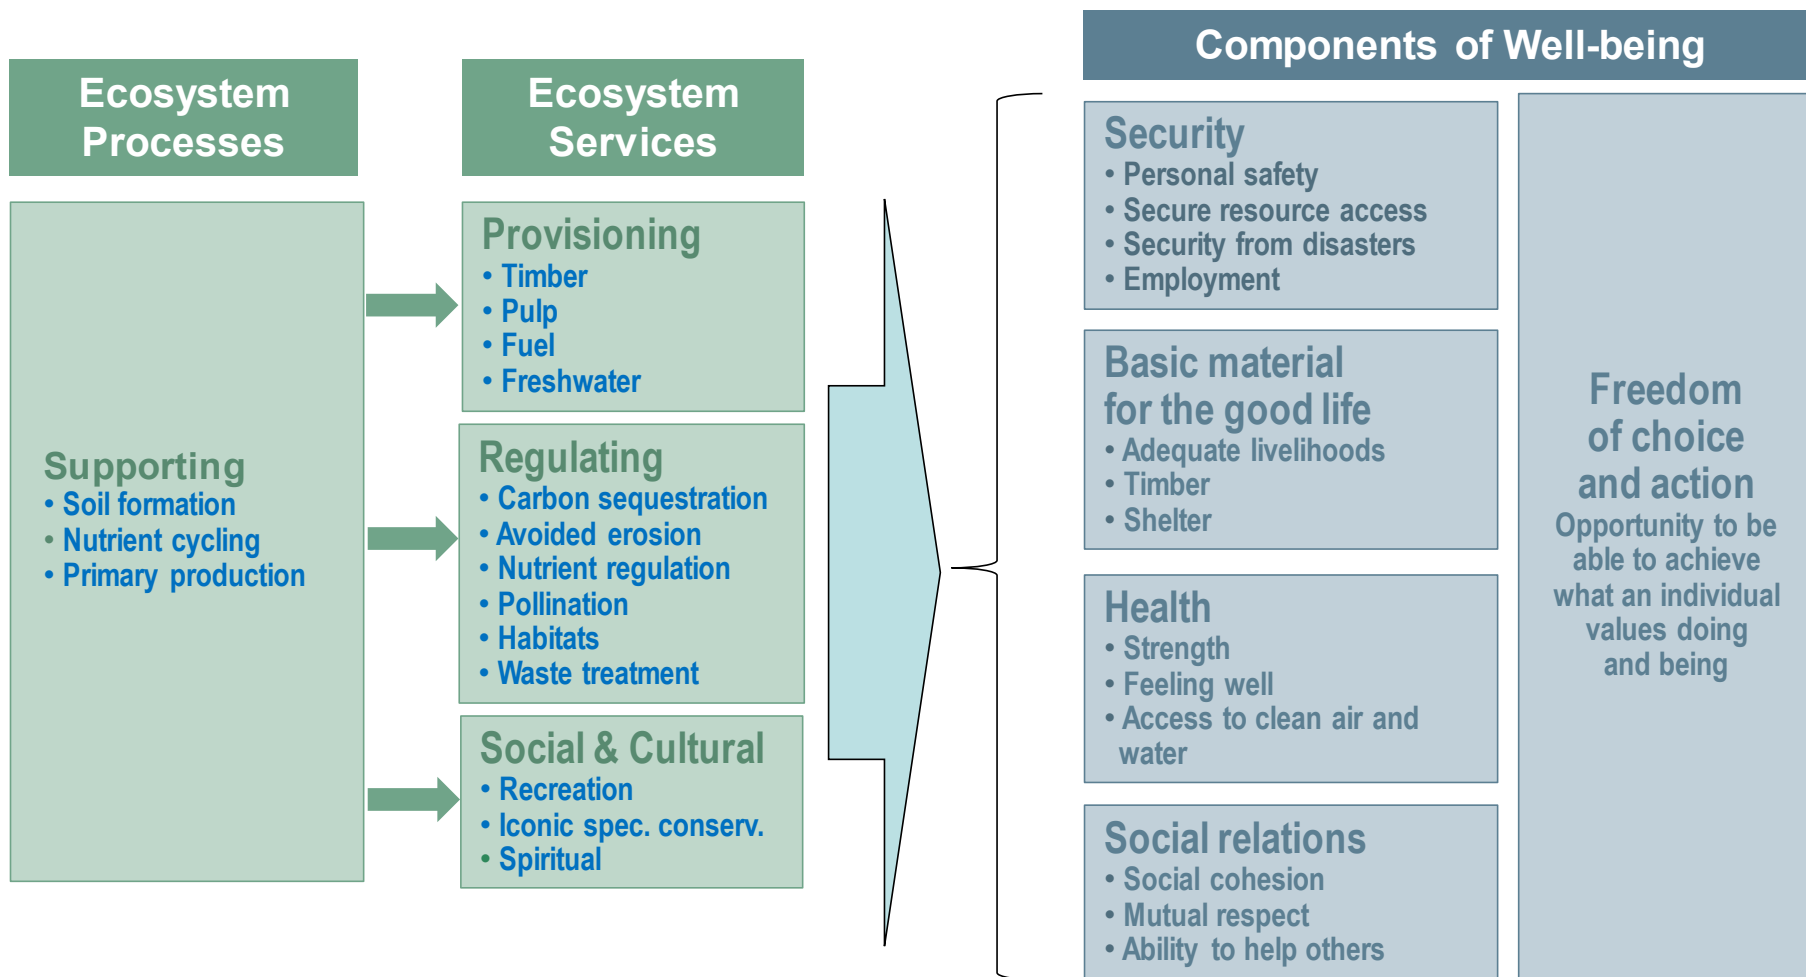 Ecosystem
Processes
Supporting
• Soil formation
• Nutrient cycling
• Primary production
Ecosystem
Services
Provisioning
• Timber
• Pulp
• Fuel
• Freshwater
Regulating
• Carbon sequestration
• Avoided erosion
• Nutrient regulation
• Pollination
• Habitats
• Waste treatment
Social & Cultural
• Recreation
• Iconic spec. conserv.
• Spiritual
Components of Well-being
Security
• Personal safety
• Secure resource access
• Security from disasters
• Employment
Basic material
for the good life
• Adequate livelihoods
• Timber
• Shelter
Health
• Strength
• Feeling well
• Access to clean air and
water
Social relations
• Social cohesion
• Mutual respect
• Ability to help others
Freedom
of choice
and action
Opportunity to be
able to achieve
what an individual
values doing
and being